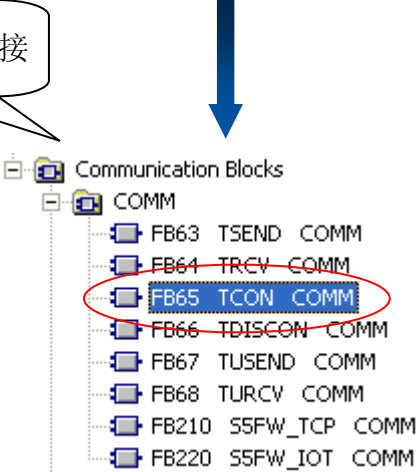 接
Communication Blocks
COMM
FB63 TSEND COMM
FB64 TRCV COMM
FB65 TCON COMM
FB66 TDISCON COMM
FB67 TUSEND COMM
FB68 TURCV COMM
FB210 S5FW_TCP COMM
FB220 S5FW_IOT COMM